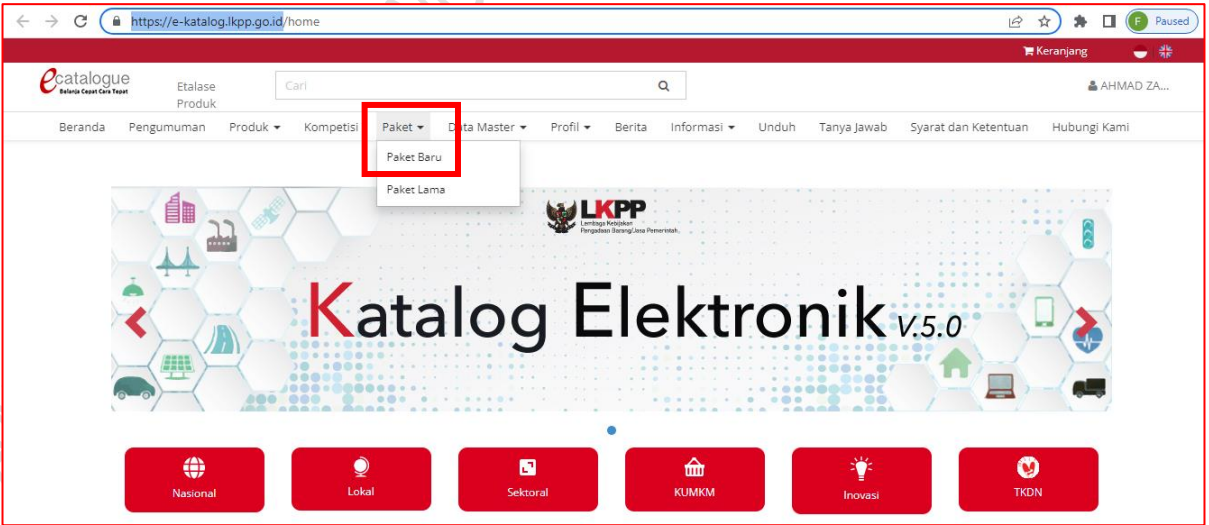 https://e-katalog.lkpp.go.id/home
F Paused
Keranjang
ecatalogue
Belanja Cepat Cara Tepat
Etalase
Produk
Cari
AHMAD ZA...
Beranda Pengumuman Produk Kompetisi Paket Data Master Profil Berita Informasi Unduh Tanya Jawab Syarat dan Ketentuan Hubungi Kami
Paket Baru
Paket Lama
LKPP
Lembaga Kebijakan
Pengadaan Barang/Jasa Pemerintah
Katalog Elektronik V.5.0
Nasional Lokal Sektoral KUMKM Inovasi TKDN